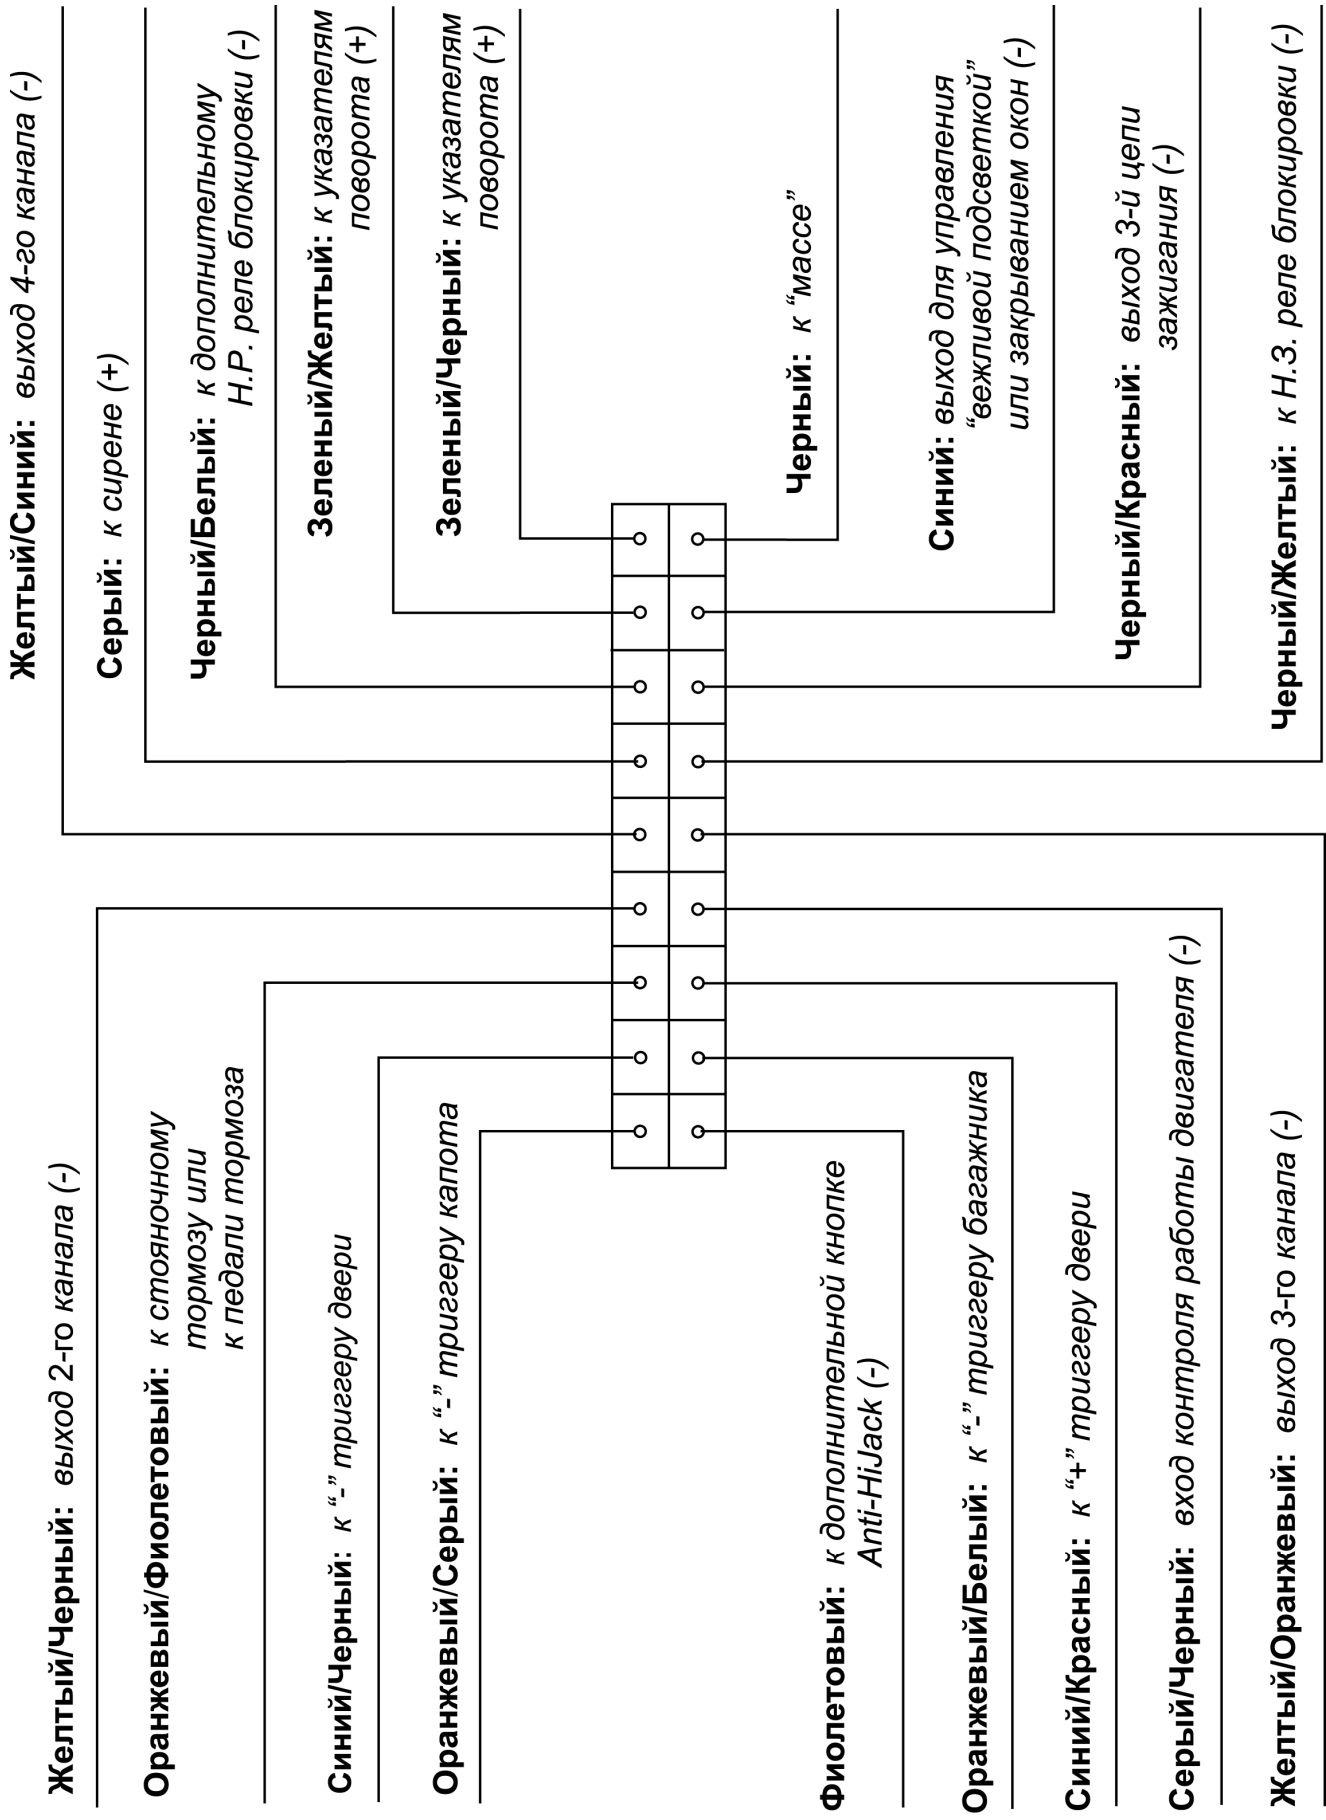 Желтый/Черный: выход 2-го канала (-)
Оранжевый/Фиолетовый: к стояночному
тормозу или
к педали тормоза
Синий/Черный: к “-” триггеру двери
Оранжевый/Серый: к “-” триггеру капота
Фиолетовый: к дополнительной кнопке
Anti-HiJack (-)
Оранжевый/Белый: к “-” триггеру багажника
Синий/Красный: к “+” триггеру двери
Серый/Черный: вход контроля работы двигателя (-)
Желтый/Оранжевый: выход 3-го канала (-)
Желтый/Синий: выход 4-го канала (-)
Серый: к сирене (+)
Черный/Белый: к дополнительному
Н.Р. реле блокировки (-)
Зеленый/Желтый: к указателям
поворота (+)
Зеленый/Черный: к указателям
поворота (+)
Черный: к “массе”
Синий: выход для управления
“вежливой подсветкой”
или закрыванием окон (-)
Черный/Красный: выход 3-й цепи
зажигания (-)
Черный/Желтый: к Н.З. реле блокировки (-)